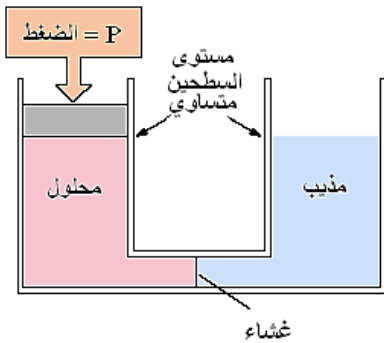 P = الضغط
مستوى
السطحين
متساوي
محلول
مذيب
غشاء